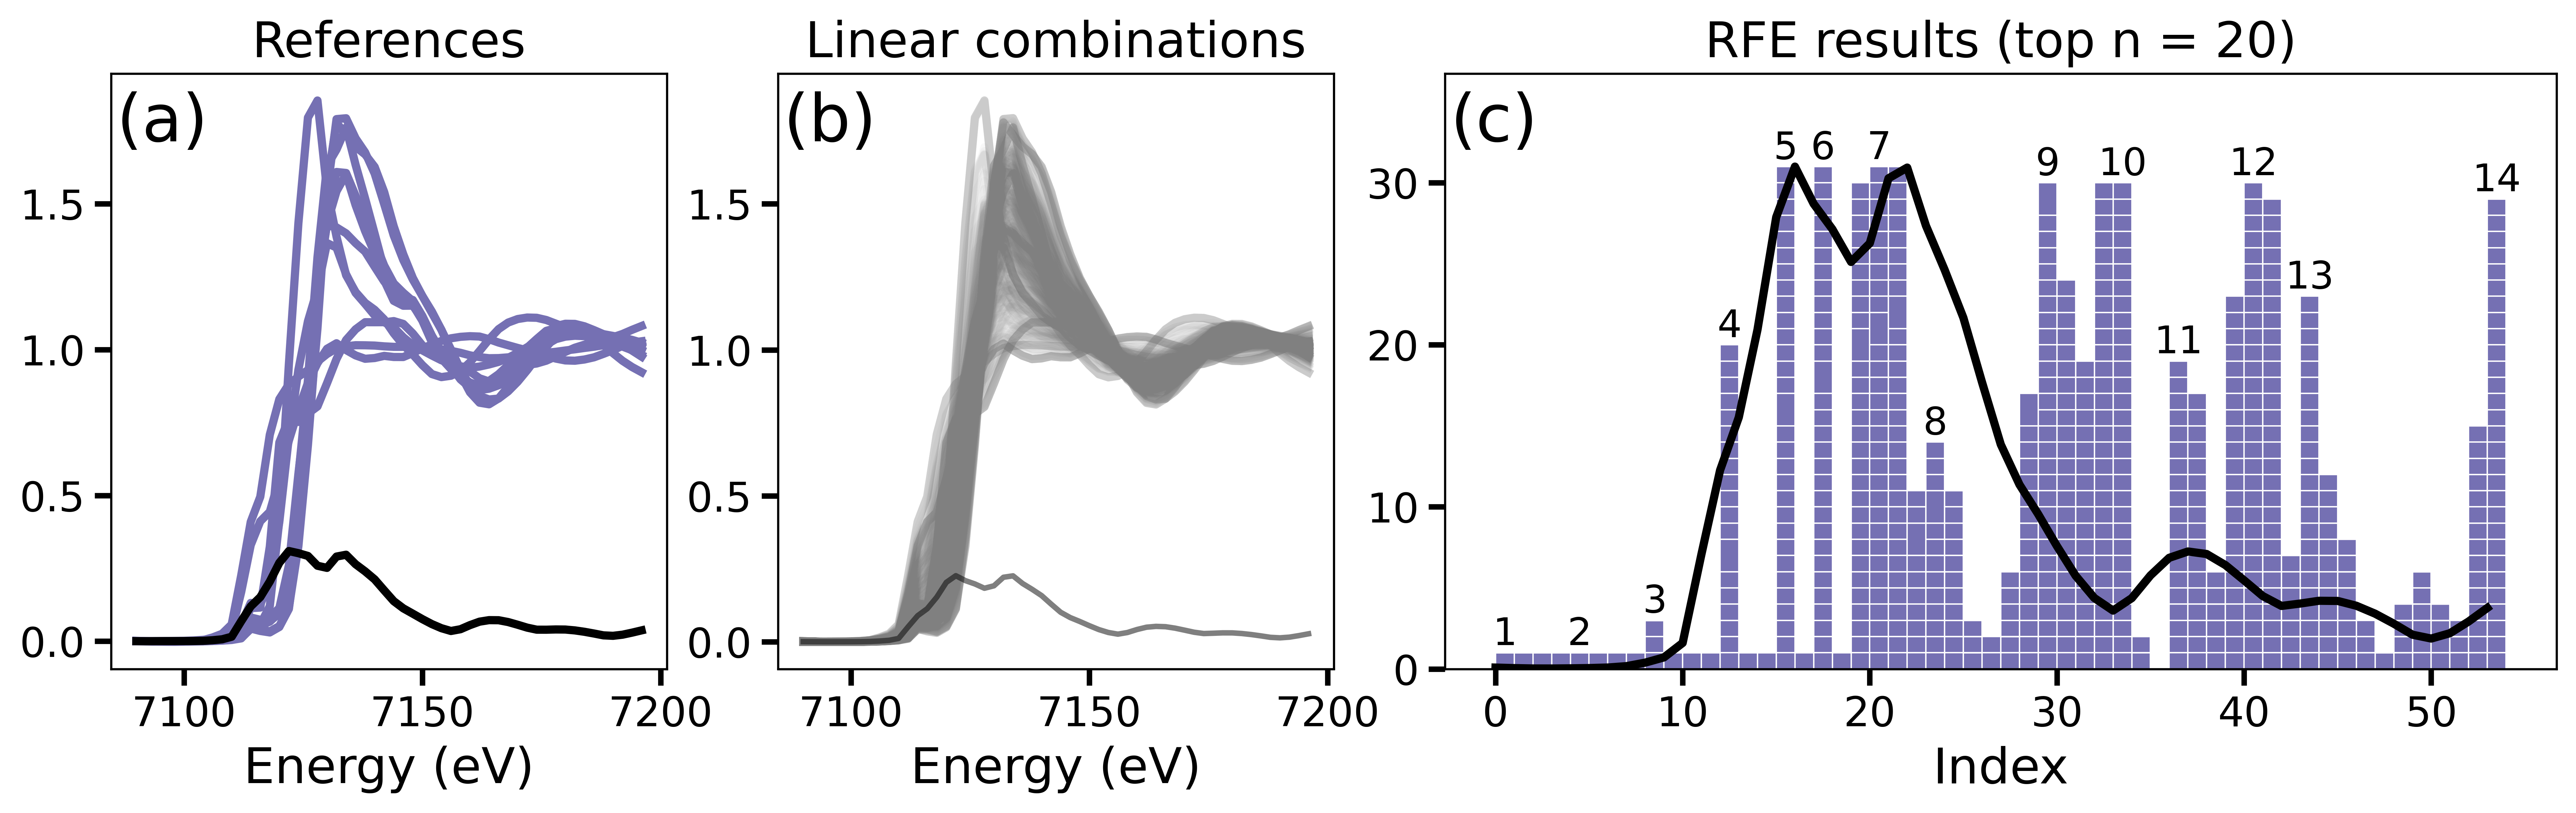 References
(a)
1.5
1.0
0.5
0.0
7100 7150 7200
Energy (eV)
Linear combinations
(b)
1.5
1.0
0.5
0.0
7100 7150 7200
Energy (eV)
RFE results (top n = 20)
(c)
30
20
10
0
1 2 3 4 5 6 7 8 9 10 11 12 13 14
0 10 20 30 40 50
Index